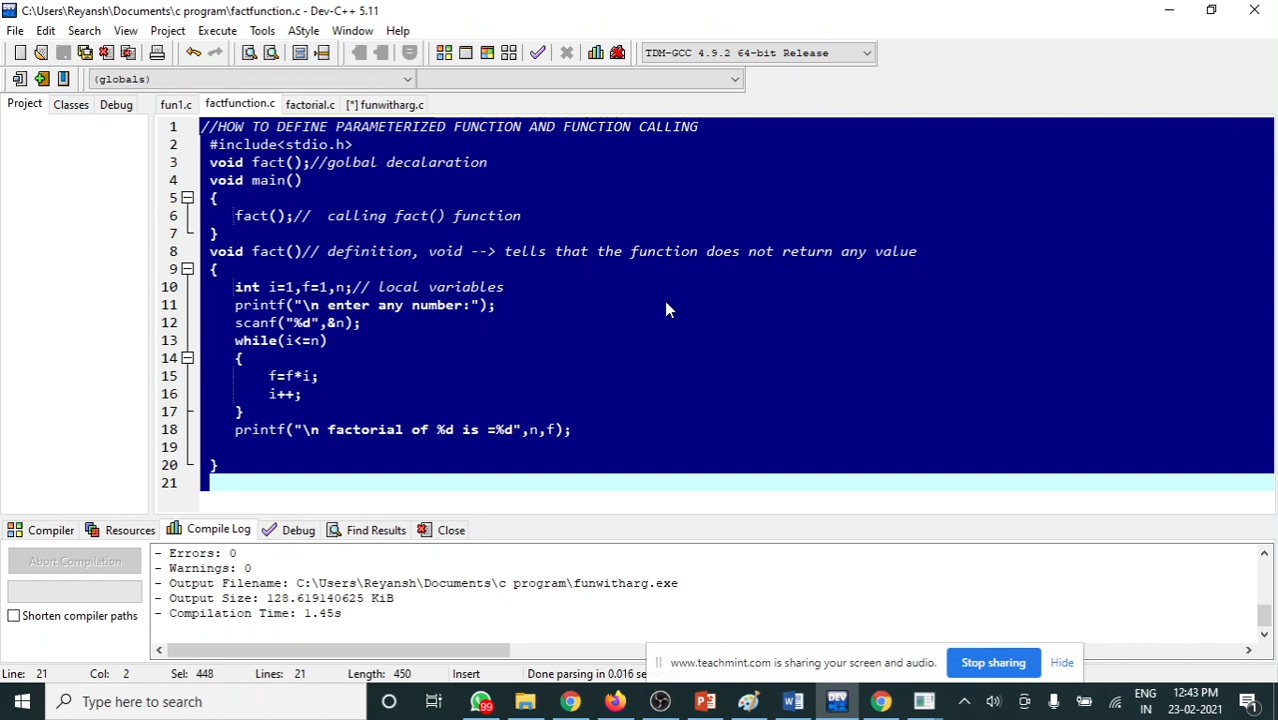 C:\Users\Reyansh\Documents\c program\factfunction.c - Dev-C++ 5.11
File Edit Search View Project Execute Tools AStyle Window Help
TDM-GCC 4.9.2 64-bit Release
(globals)
Project Classes Debug fun1.c factfunction.c factorial.c [*] funwitharg.c
1 //HOW TO DEFINE PARAMETERIZED FUNCTION AND FUNCTION CALLING
2 #include<stdio.h>
3 void fact();//golbal decalaration
4 void main()
5 {
6 fact();//  calling fact() function
7 }
8 void fact()// definition, void --> tells that the function does not return any value
9 {
10 int i=1,f=1,n;// local variables
11 printf("\n enter any number:");
12 scanf("%d",&n);
13 while(i<=n)
14 {
15 f=f*i;
16 i++;
17 }
18 printf("\n factorial of %d is =%d",n,f);
19
20 }
21
Compiler Resources Compile Log Debug Find Results Close
Abort Compilation
Shorten compiler paths
- Errors: 0
- Warnings: 0
- Output Filename: C:\Users\Reyansh\Documents\c program\funwitharg.exe
- Output Size: 128.619140625 KiB
- Compilation Time: 1.45s
www.teachmint.com is sharing your screen and audio. Stop sharing Hide
Line: 21 Col: 2 Sel: 448 Lines: 21 Length: 450 Insert Done parsing in 0.016 se
Type here to search
99
DEV
ENG
IN
12:43 PM
23-02-2021
1